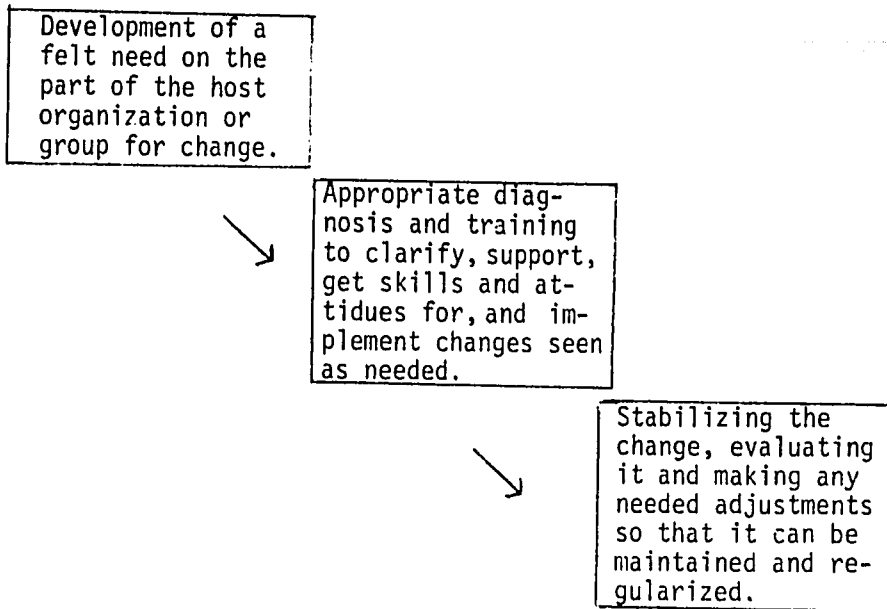 Development of a
felt need on the
part of the host
organization or
group for change.
Appropriate diag-
nosis and training
to clarify, support,
get skills and at-
tidues for, and im-
plement changes seen
as needed.
Stabilizing the
change, evaluating
it and making any
needed adjustments
so that it can be
maintained and re-
gularized.